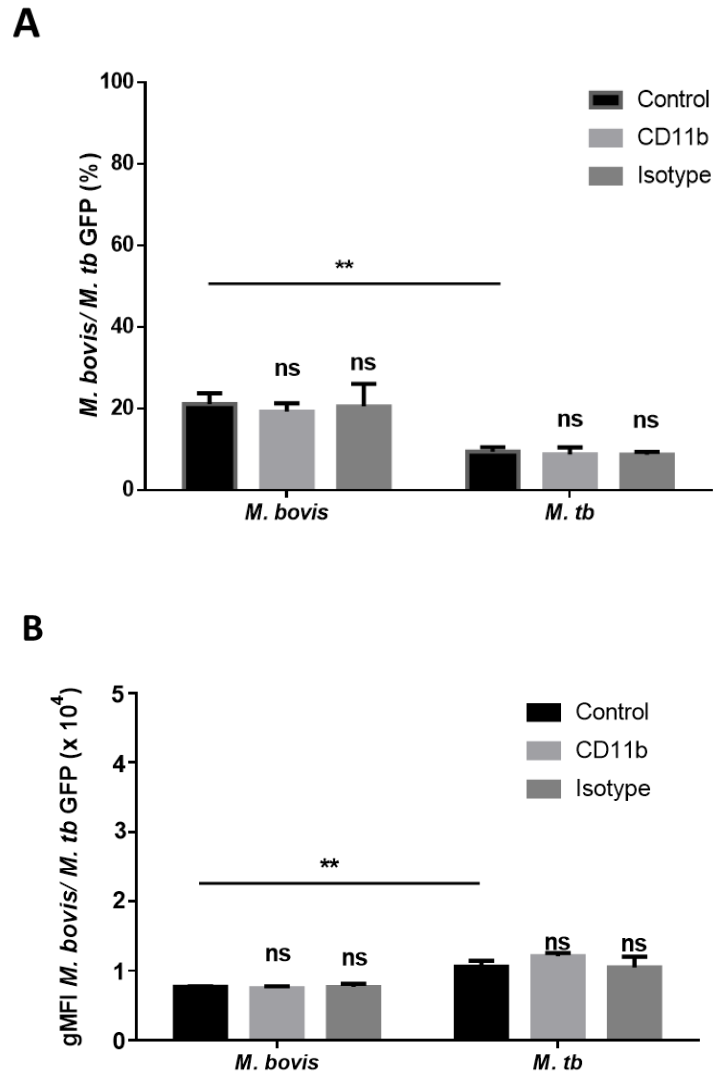 A
M. bovis/ M. tb GFP (%)
100
80
60
40
20
0
Control
CD11b
Isotype
**
ns
ns
ns
ns
M. bovis
M. tb
B
gMFI M. bovis/ M. tb GFP (x 10⁴)
5
4
3
2
1
0
Control
CD11b
Isotype
**
ns
ns
ns
ns
M. bovis
M. tb